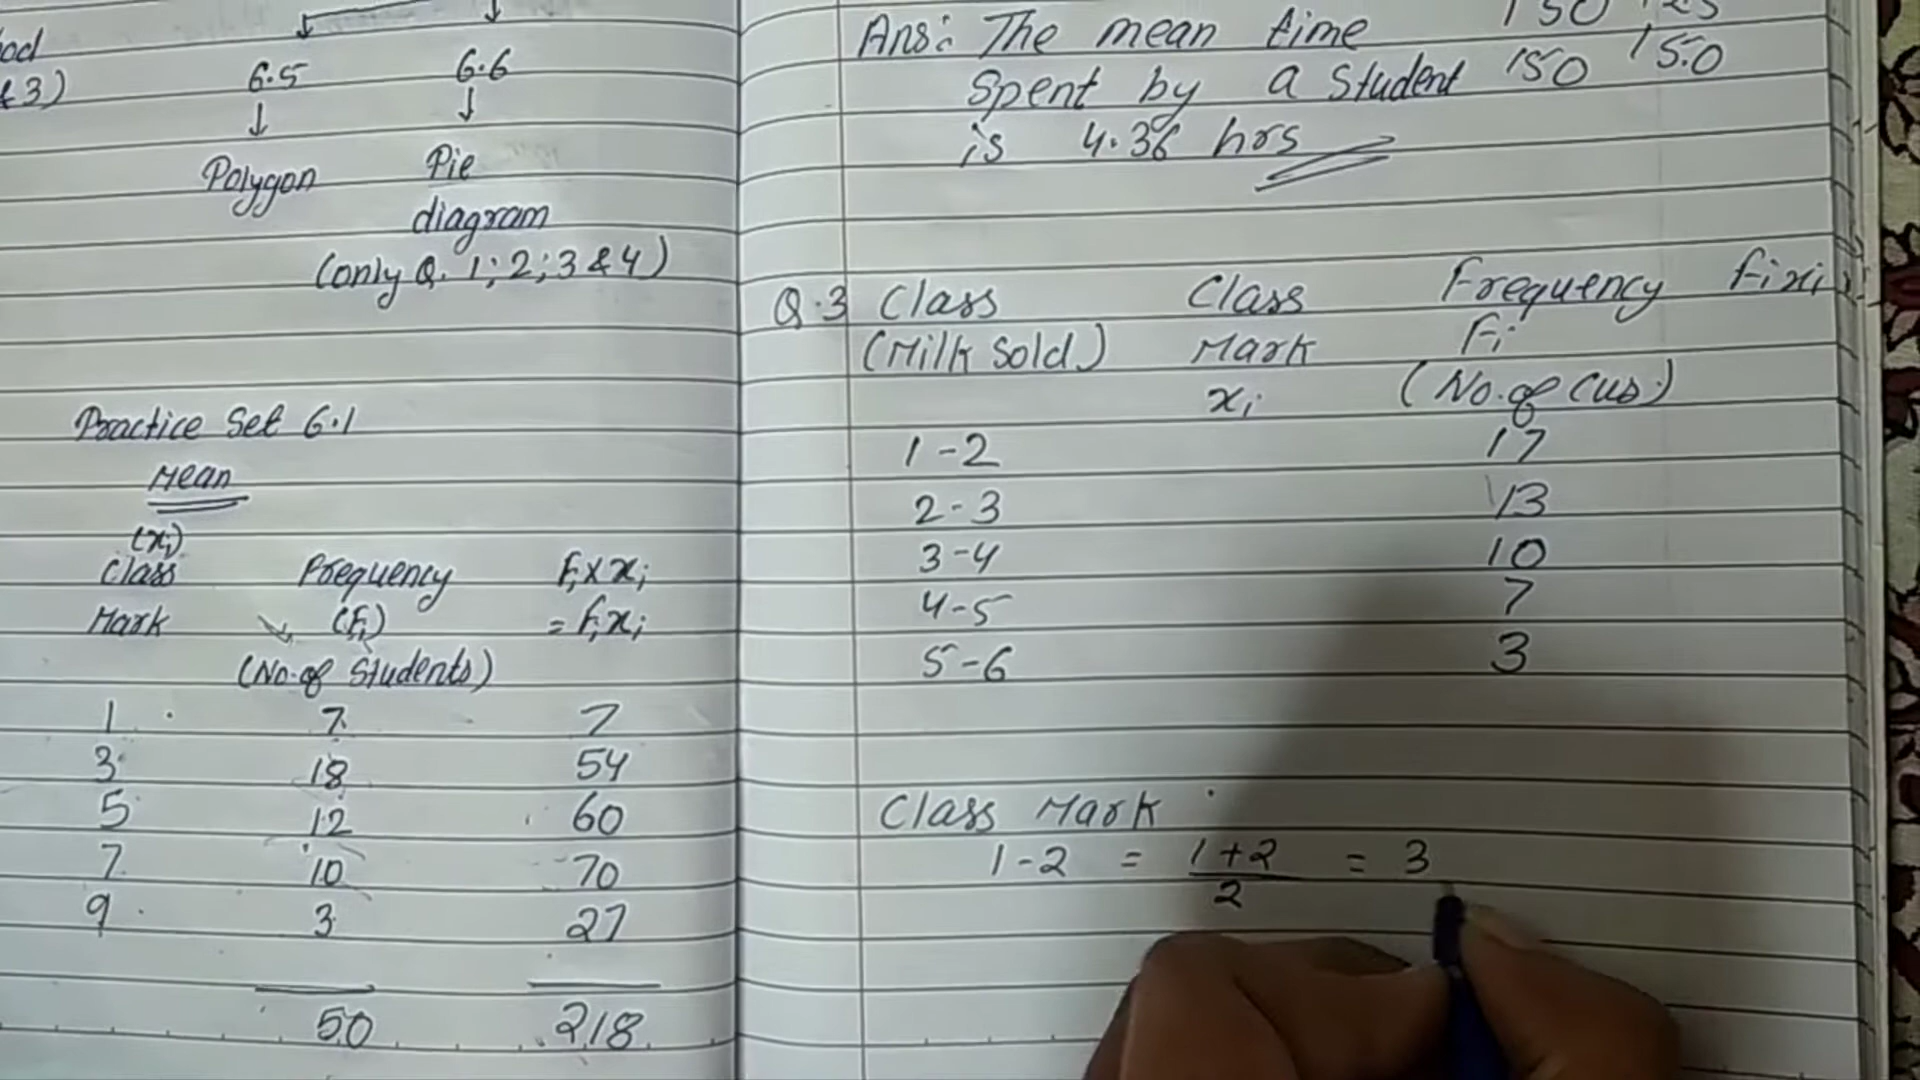 6.5 6.6
Polygon Pie
diagram
(only Q. 1; 2; 3 & 4)
Practice Set 6.1
Mean
(xi)
Class Frequency Fi × xi
Mark (Fi) = Fixi
(No. of Students)
1 7 7
3 18 54
5 12 60
7 10 70
9 3 27
50 218
Ans: The mean time
Spent by a Student 150 150
is 4.36 hrs
Q.3 Class Class Frequency Fixi
(Milk Sold) Mark Fi
xi (No. of Cus.)
1-2 17
2-3 13
3-4 10
4-5 7
5-6 3
Class Mark
1-2 = 1+2 = 3
2